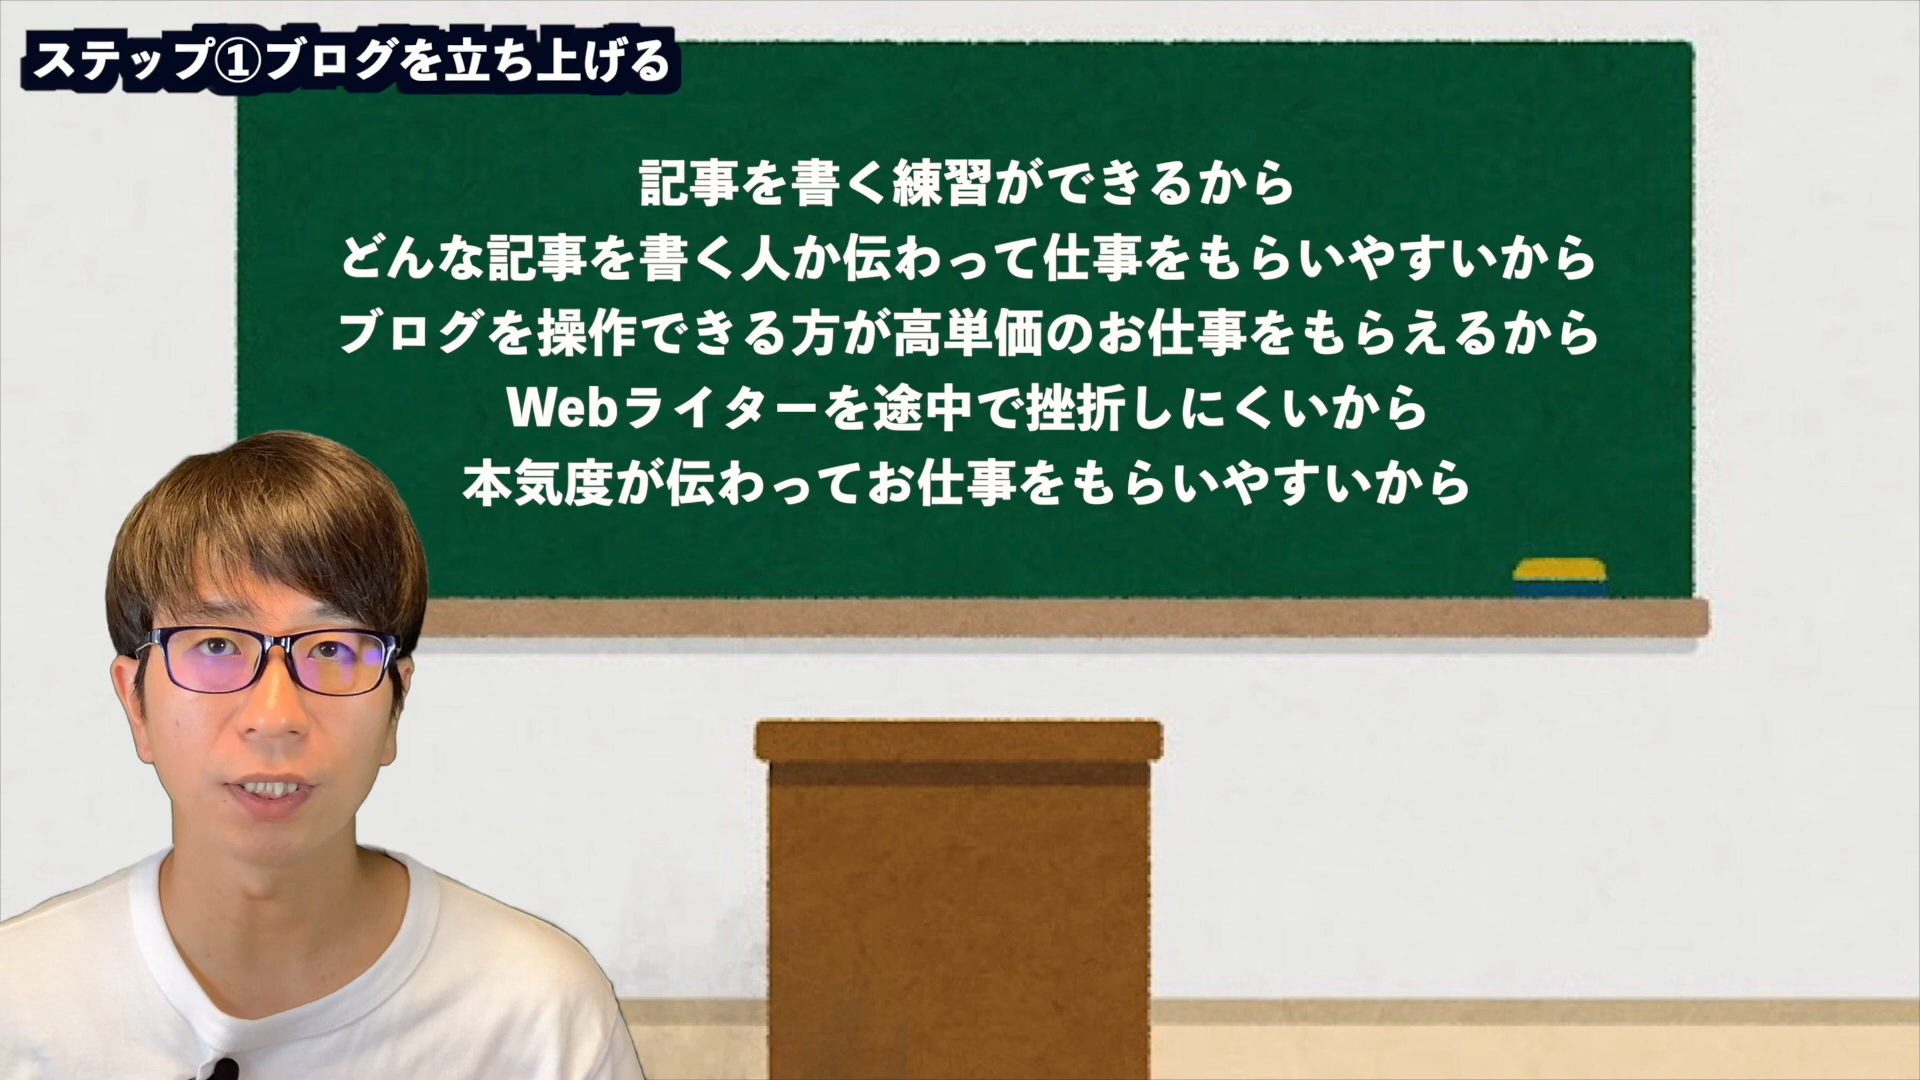 ステップ①ブログを立ち上げる
記事を書く練習ができるから
どんな記事を書く人か伝わって仕事をもらいやすいから
ブログを操作できる方が高単価のお仕事をもらえるから
Webライターを途中で挫折しにくいから
本気度が伝わってお仕事をもらいやすいから